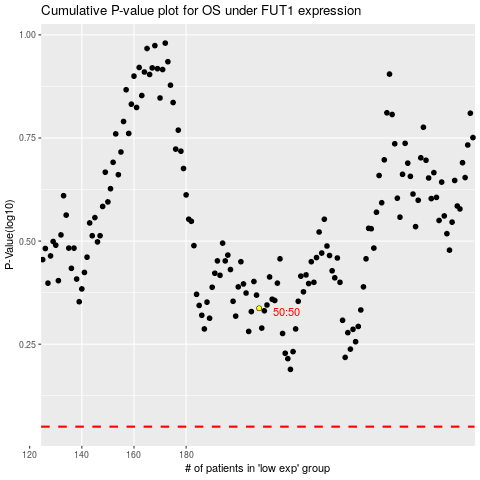 Cumulative P-value plot for OS under FUT1 expression
1.00
0.75
0.50
0.25
P-Value(log10)
50:50
120 140 160 180
# of patients in 'low exp' group